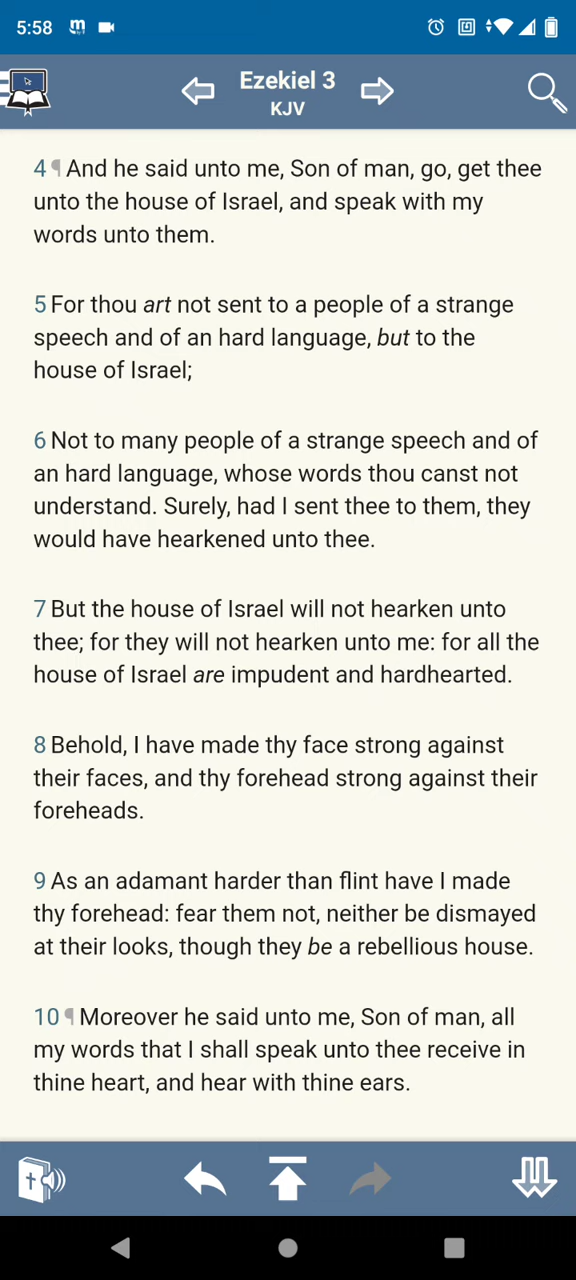 5:58
Ezekiel 3
KJV
4 ¶ And he said unto me, Son of man, go, get thee
unto the house of Israel, and speak with my
words unto them.
5 For thou art not sent to a people of a strange
speech and of an hard language, but to the
house of Israel;
6 Not to many people of a strange speech and of
an hard language, whose words thou canst not
understand. Surely, had I sent thee to them, they
would have hearkened unto thee.
7 But the house of Israel will not hearken unto
thee; for they will not hearken unto me: for all the
house of Israel are impudent and hardhearted.
8 Behold, I have made thy face strong against
their faces, and thy forehead strong against their
foreheads.
9 As an adamant harder than flint have I made
thy forehead: fear them not, neither be dismayed
at their looks, though they be a rebellious house.
10 ¶ Moreover he said unto me, Son of man, all
my words that I shall speak unto thee receive in
thine heart, and hear with thine ears.